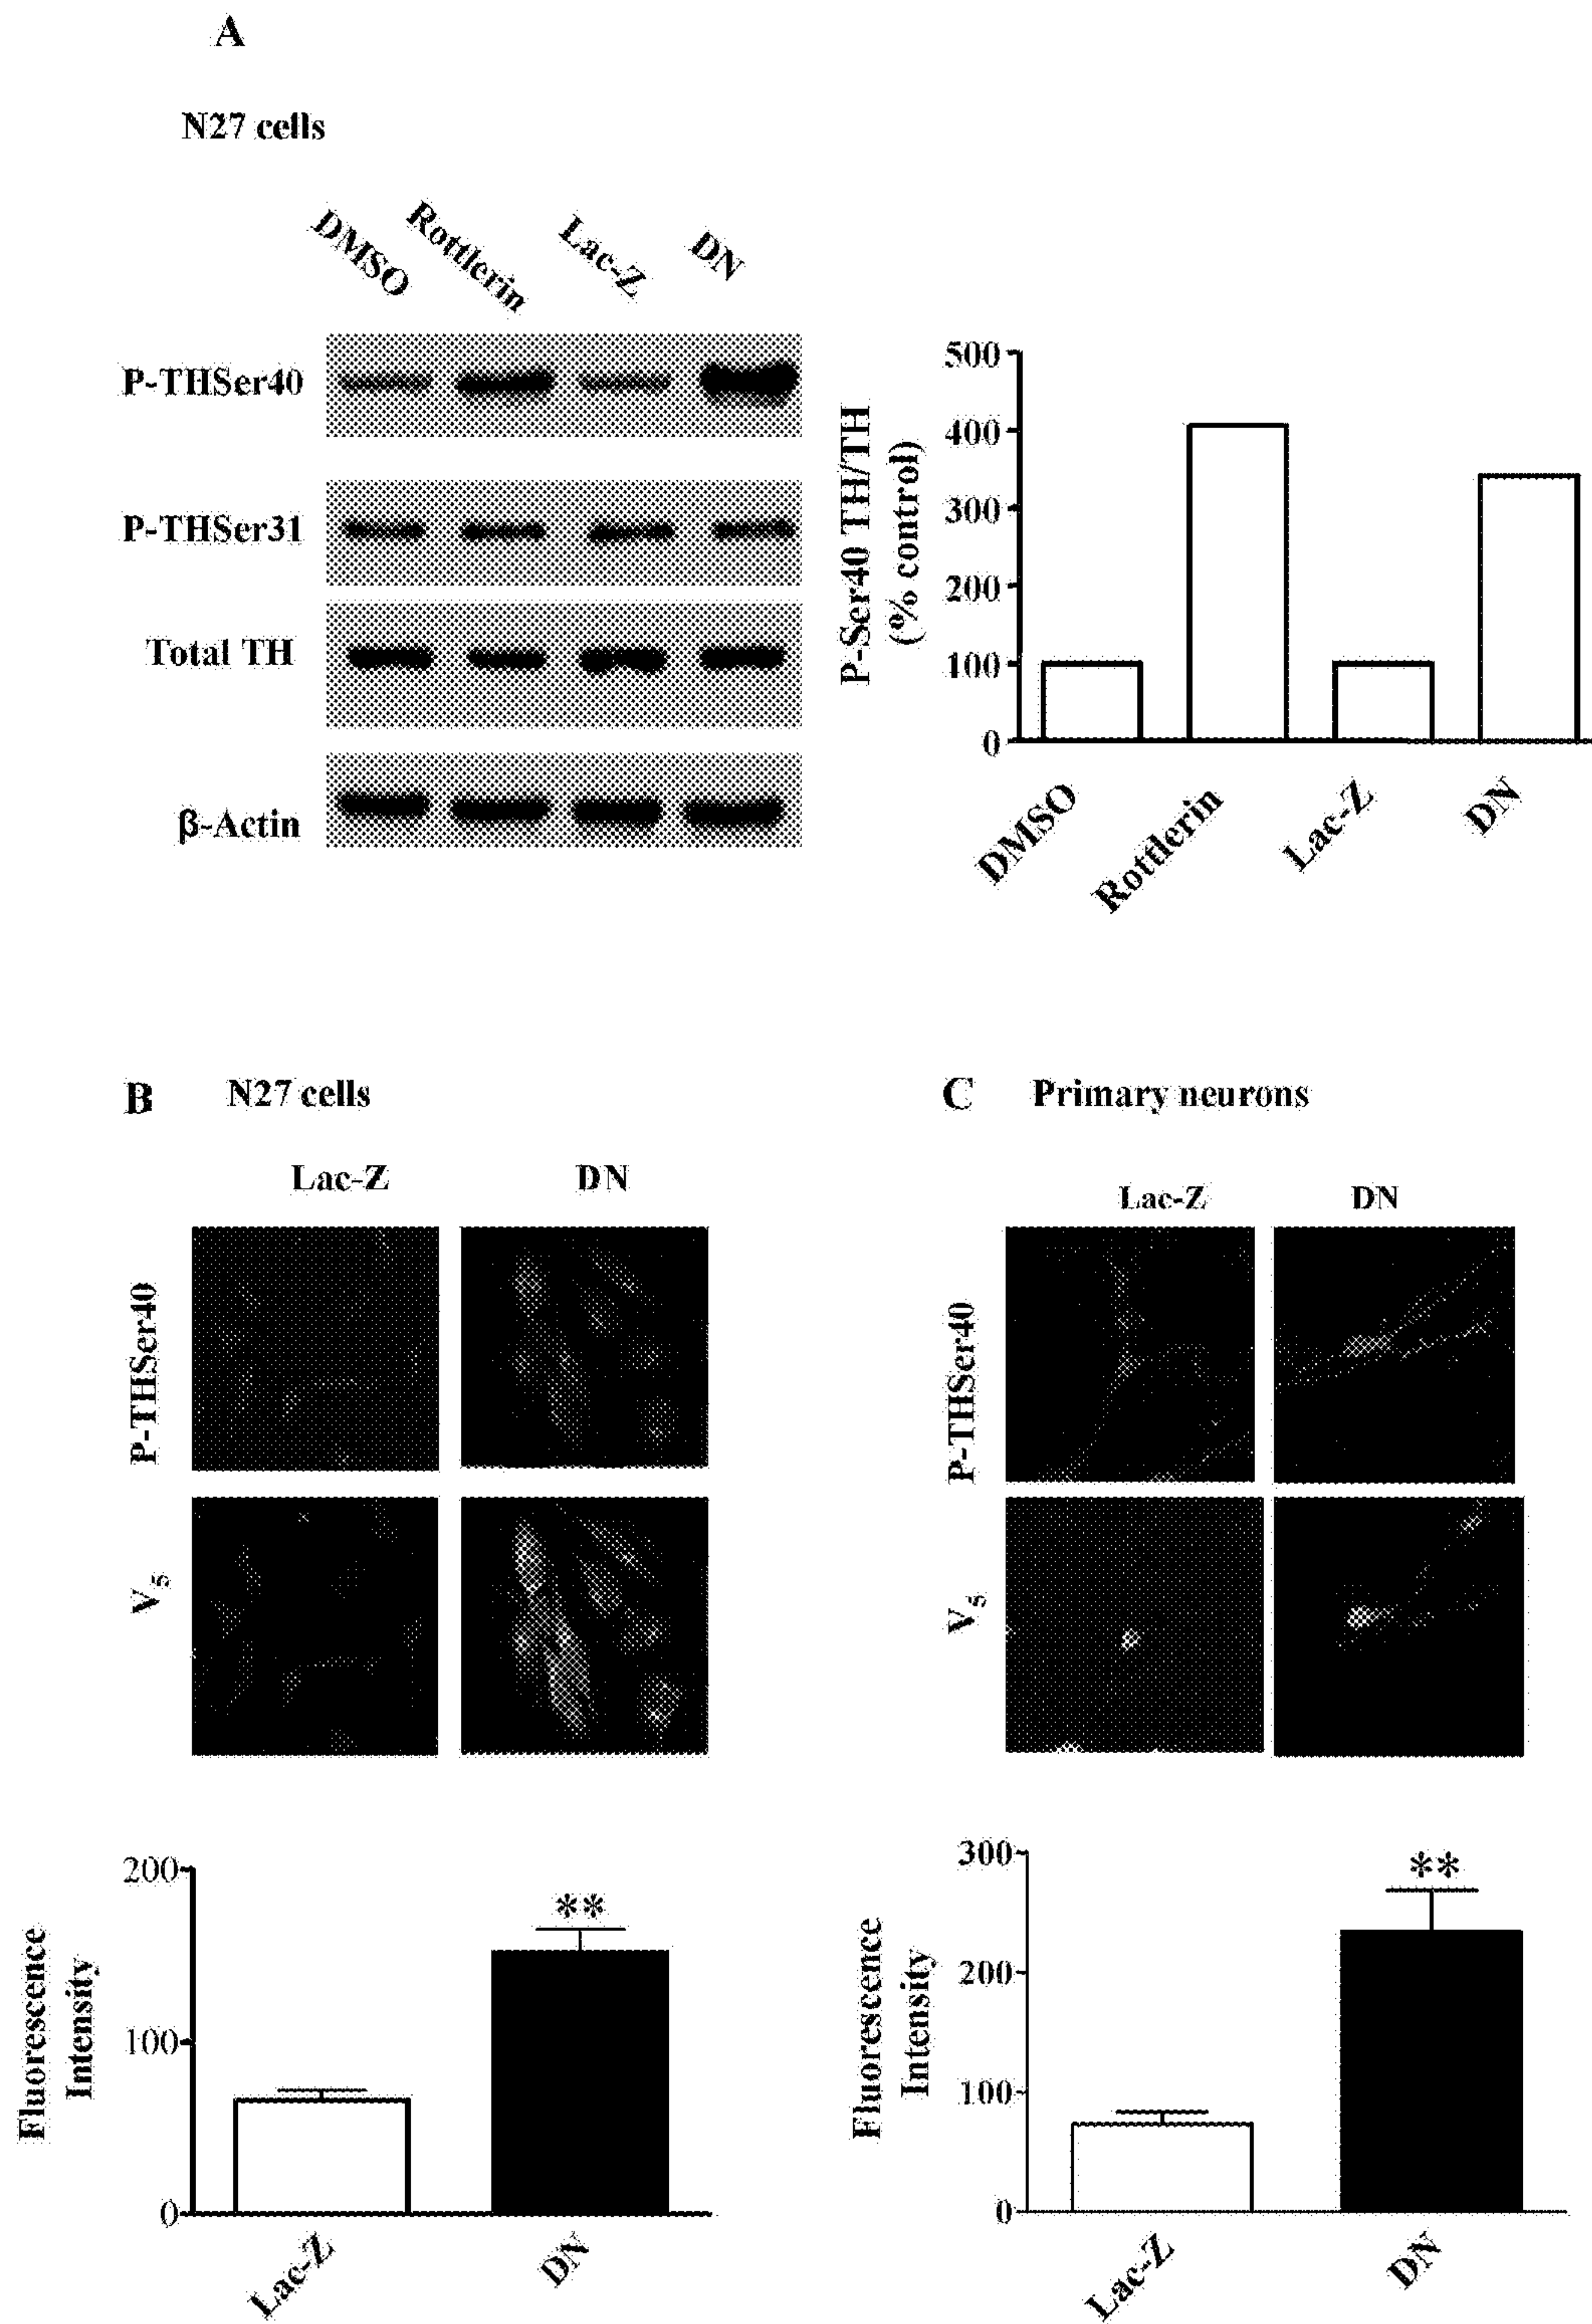 A
N27 cells
DMSO Rottlerin Lac-Z DN
P-THSer40
P-THSer31
Total TH
β-Actin
P-Ser40 TH/TH
(% control)
500
400
300
200
100
0
DMSO Rottlerin Lac-Z DN
B N27 cells
Lac-Z DN
P-THSer40
V5
Fluorescence
Intensity
200
100
0
**
Lac-Z DN
C Primary neurons
Lac-Z DN
P-THSer40
V5
Fluorescence
Intensity
300
200
100
0
**
Lac-Z DN